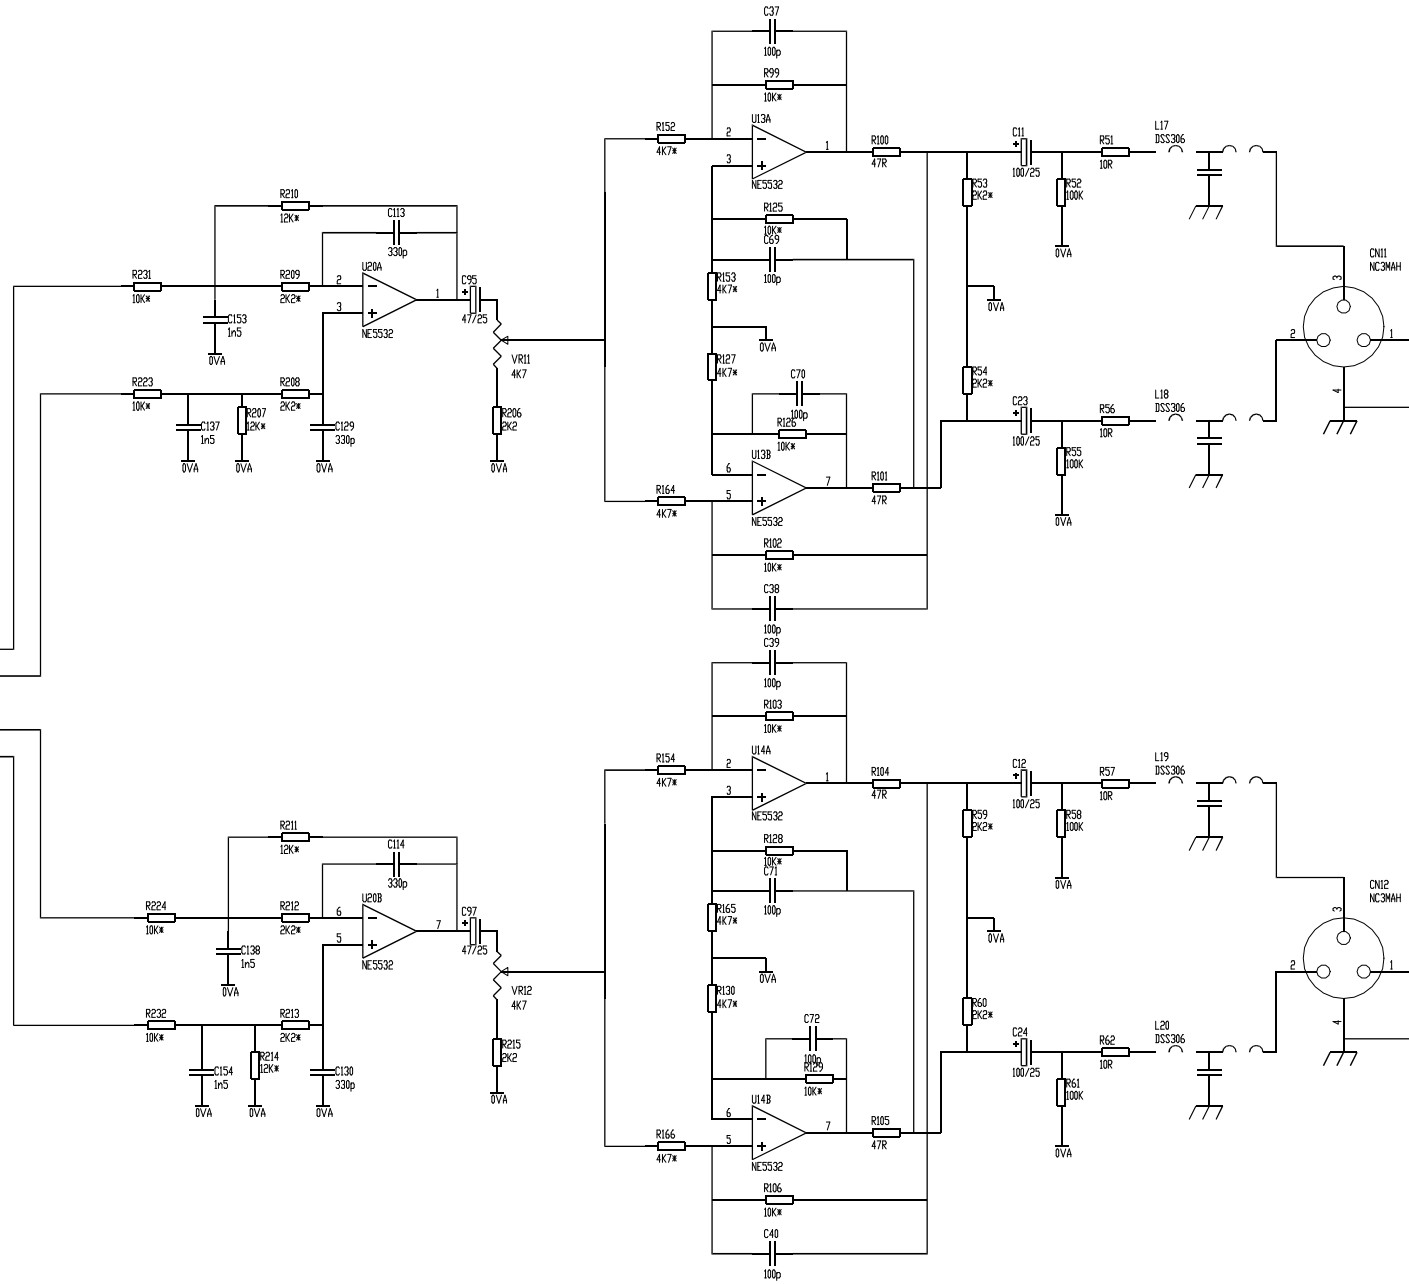 C37
100p
R99
10K*
U13A
R152
4K7*
2
3
1
NE5532
R100
47R
C11
+
100/25
R51
10R
L17
DSS306
R53
2K2*
R52
100K
0VA
R210
12K*
C113
330p
R125
10K*
C69
100p
R231
10K*
R209
2K2*
U20A
2
3
1
NE5532
C95
+
47/25
R153
4K7*
0VA
CN11
NC3MAH
3
2
1
4
C153
1n5
0VA
VR11
4K7
0VA
R127
4K7*
R223
10K*
R208
2K2*
C137
1n5
R207
12K*
C129
330p
0VA
0VA
0VA
R206
2K2
0VA
C70
100p
R126
10K*
R54
2K2*
C23
+
100/25
R56
10R
L18
DSS306
R55
100K
0VA
U13B
R164
4K7*
6
5
7
NE5532
R101
47R
R102
10K*
C38
100p
C39
100p
R103
10K*
U14A
R154
4K7*
2
3
1
NE5532
R104
47R
C12
+
100/25
R57
10R
L19
DSS306
R59
2K2*
R58
100K
0VA
R211
12K*
C114
330p
R128
10K*
C71
100p
R224
10K*
R212
2K2*
U20B
6
5
7
NE5532
C97
+
47/25
R165
4K7*
0VA
CN12
NC3MAH
3
2
1
4
C138
1n5
0VA
VR12
4K7
0VA
R130
4K7*
R232
10K*
R213
2K2*
C154
1n5
R214
12K*
C130
330p
0VA
0VA
0VA
R215
2K2
0VA
C72
100p
R129
10K*
R60
2K2*
C24
+
100/25
R62
10R
L20
DSS306
R61
100K
0VA
U14B
R166
4K7*
6
5
7
NE5532
R105
47R
R106
10K*
C40
100p